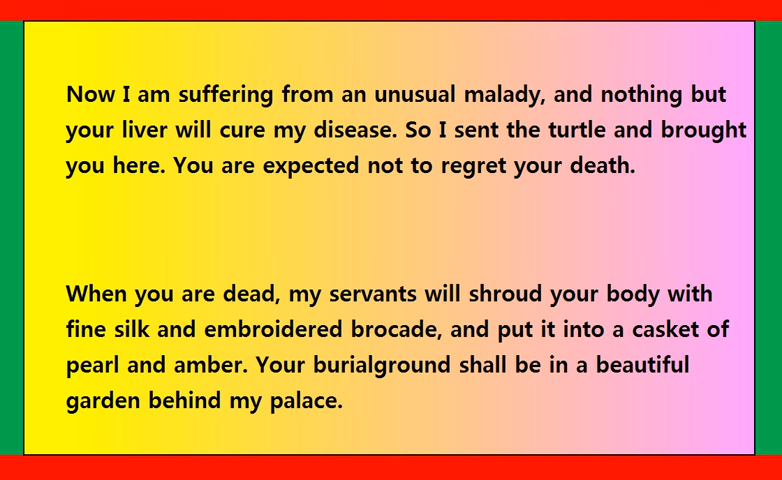 Now I am suffering from an unusual malady, and nothing but
your liver will cure my disease. So I sent the turtle and brought
you here. You are expected not to regret your death.
When you are dead, my servants will shroud your body with
fine silk and embroidered brocade, and put it into a casket of
pearl and amber. Your burialground shall be in a beautiful
garden behind my palace.